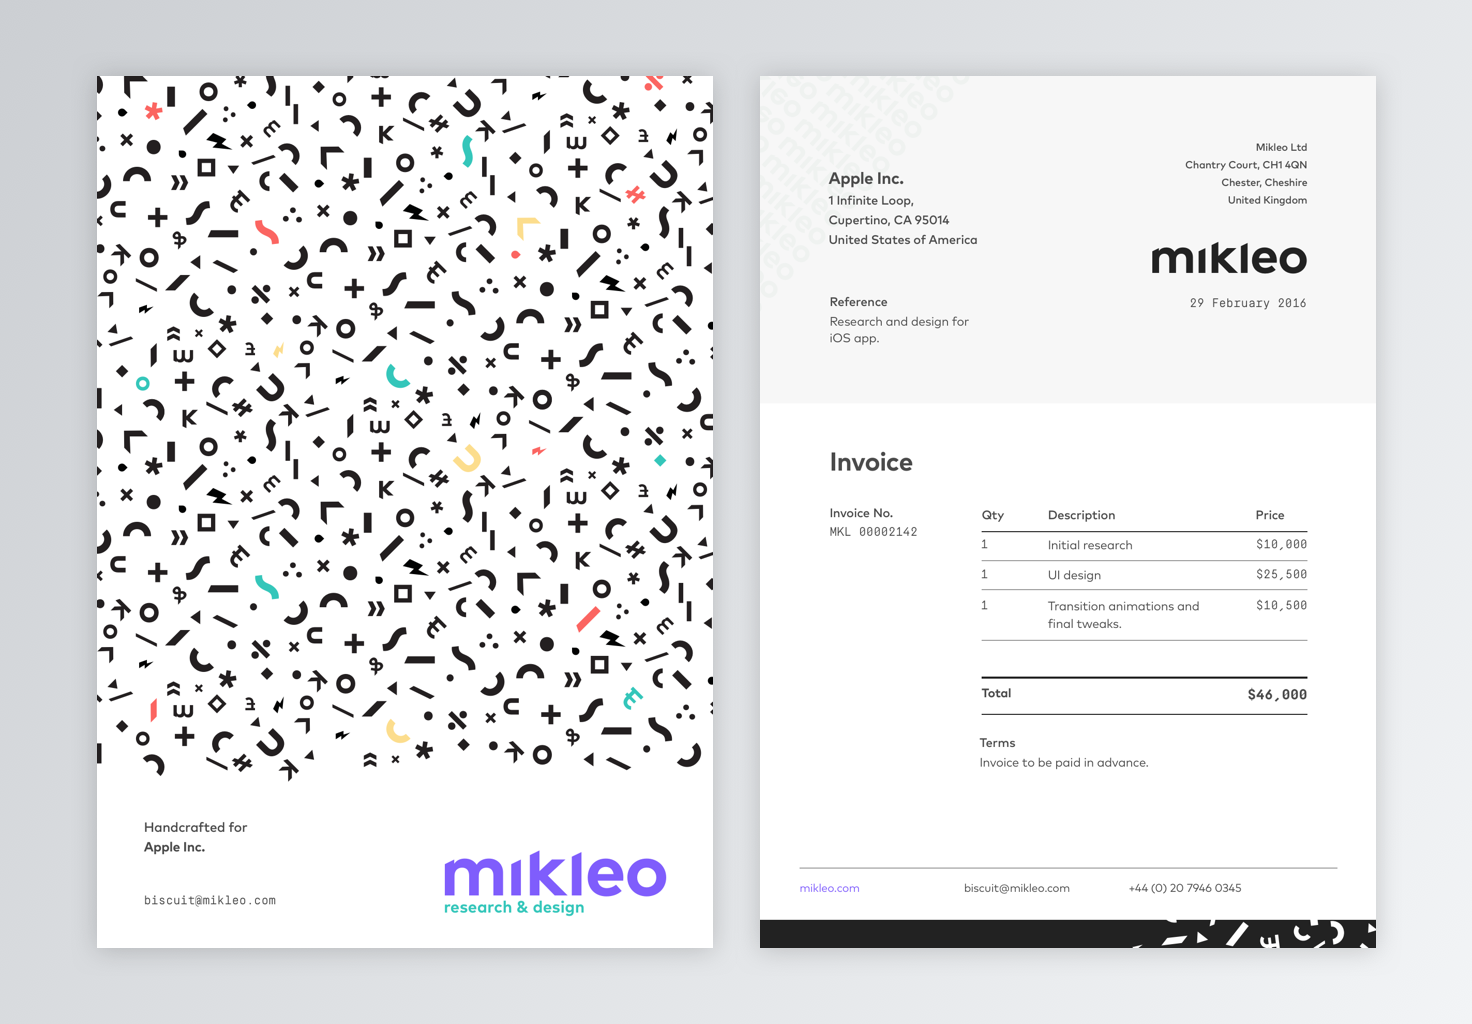 Handcrafted for
Apple Inc.
biscuit@mikleo.com
mikleo
research & design
Mikleo Ltd
Chantry Court, CH1 4QN
Chester, Cheshire
United Kingdom
Apple Inc.
1 Infinite Loop,
Cupertino, CA 95014
United States of America
mikleo
29 February 2016
Reference
Research and design for
iOS app.
Invoice
Invoice No.
MKL 00002142
Qty Description Price
1 Initial research $10,000
1 UI design $25,500
1 Transition animations and $10,500
final tweaks.
Total $46,000
Terms
Invoice to be paid in advance.
mikleo.com biscuit@mikleo.com +44 (0) 20 7946 0345